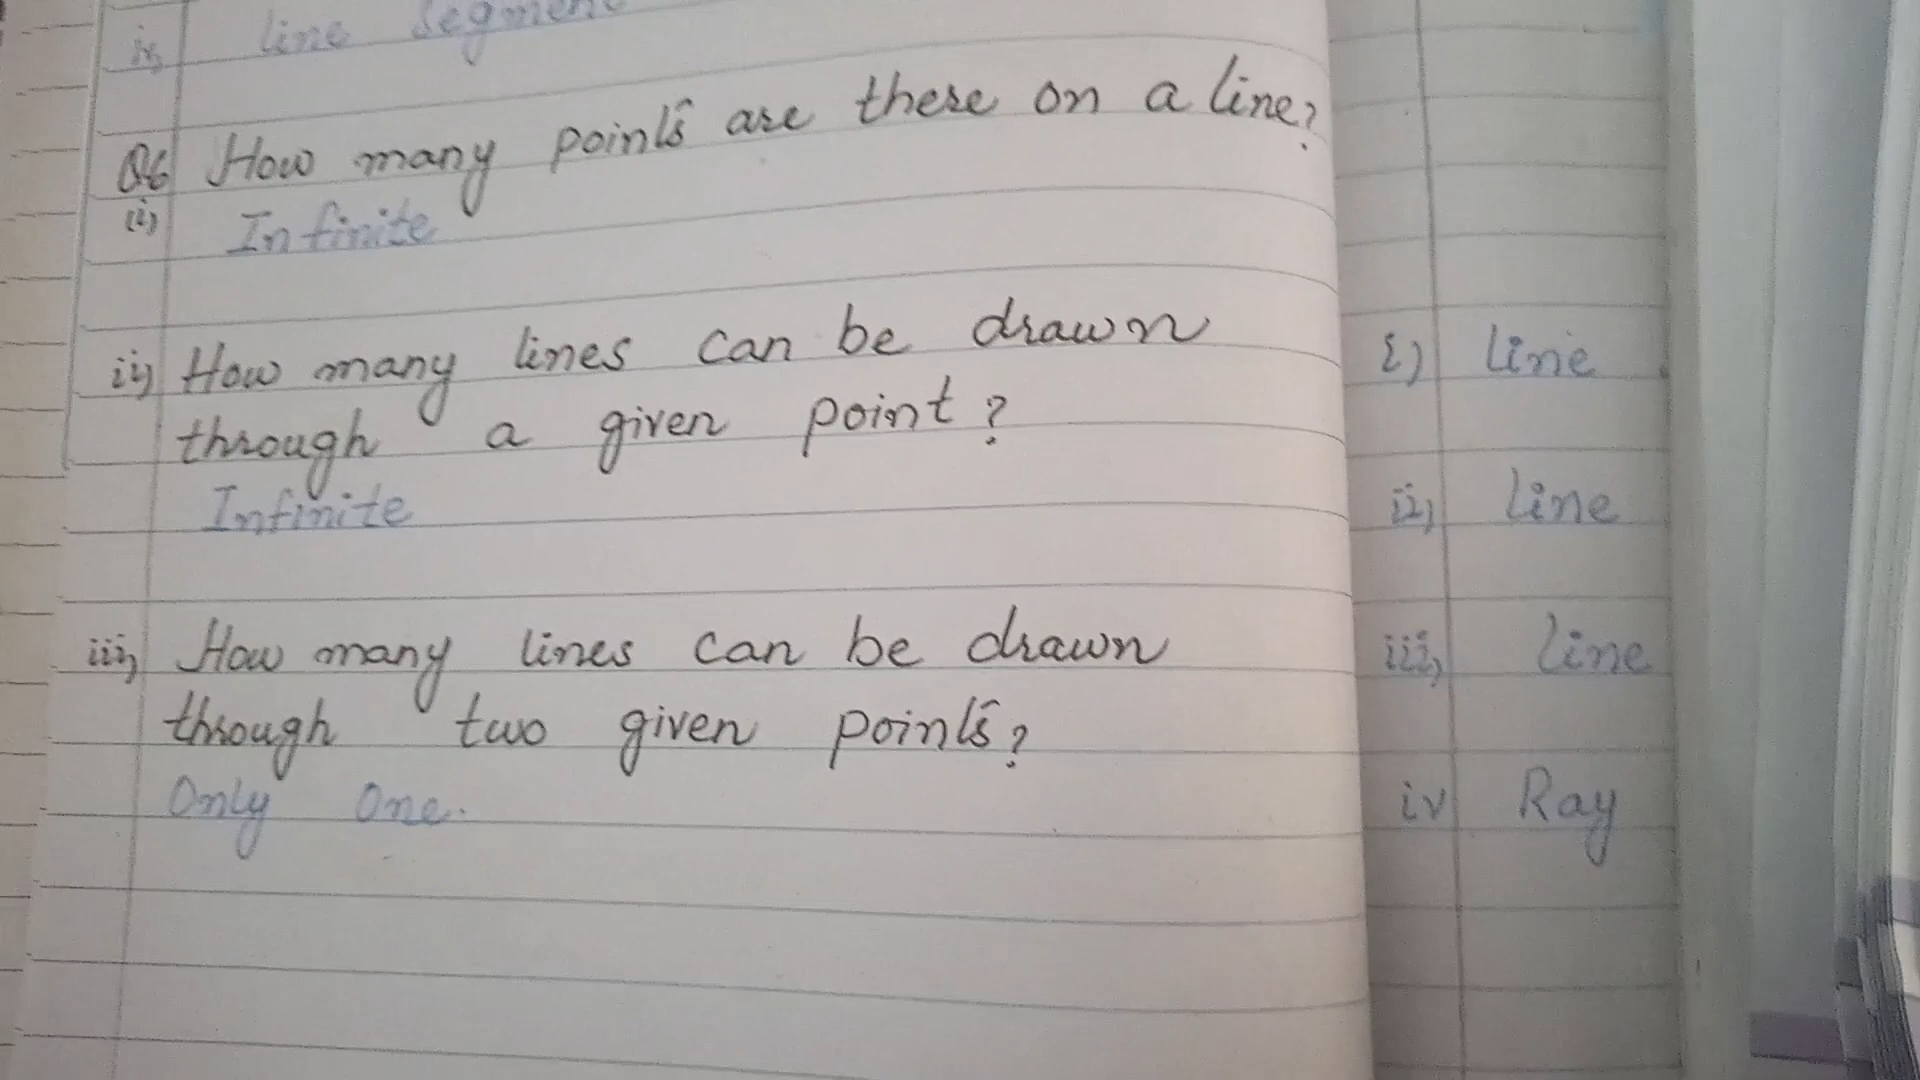 iv) line segment
Q6 How many points are there on a line?
(i) Infinite
ii) How many lines can be drawn
through a given point?
Infinite
iii) How many lines can be drawn
through two given points?
Only One.
i) line
ii) line
iii) line
iv Ray